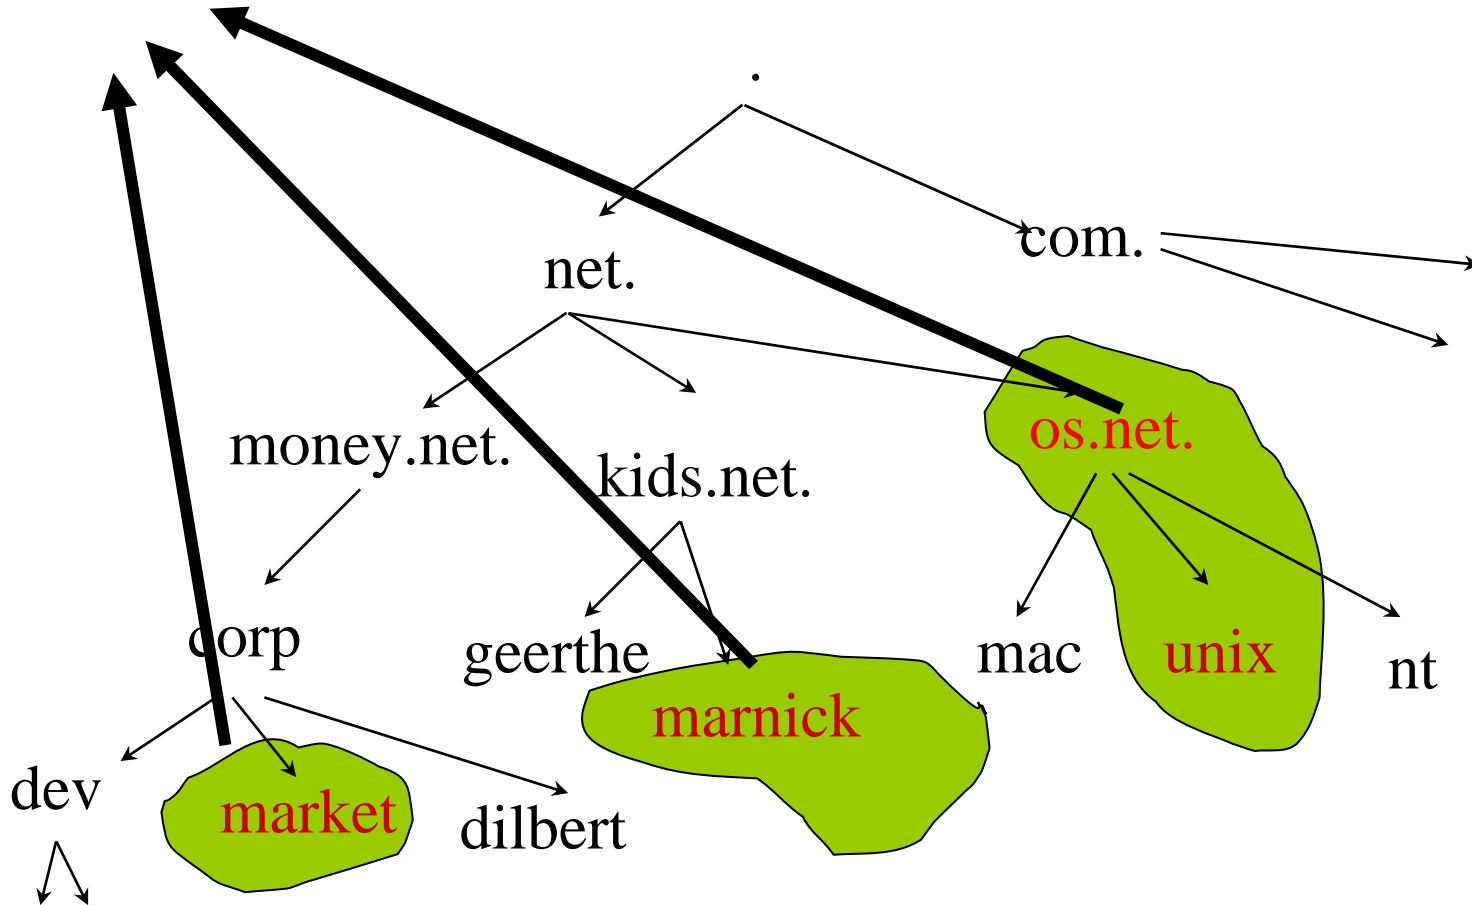 .
com.
net.
os.net.
money.net.
kids.net.
corp
geerthe
mac
unix
nt
marnick
dev
market
dilbert